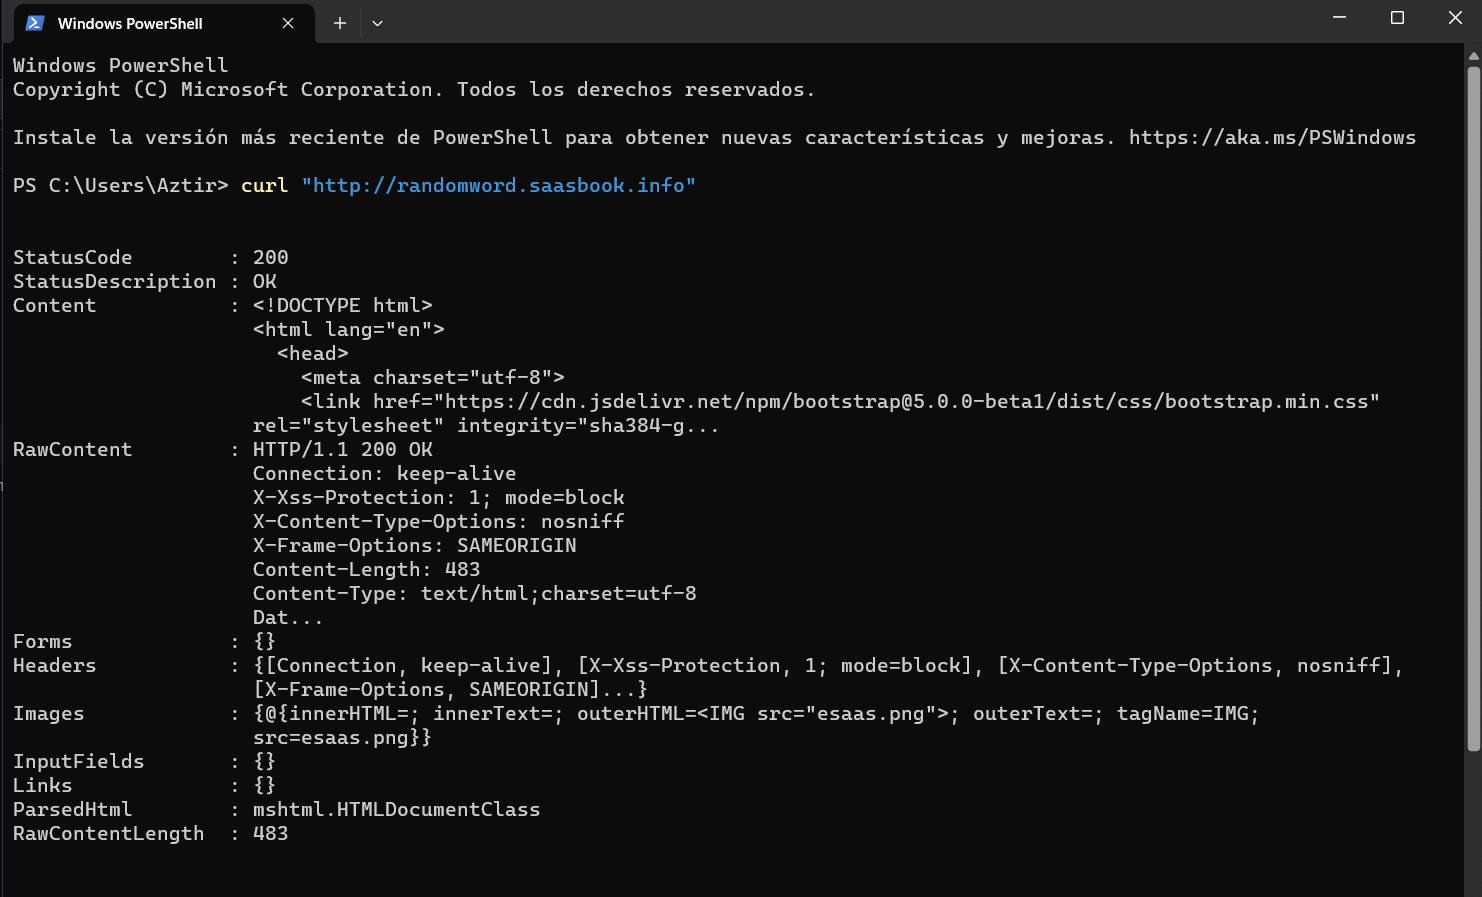 Windows PowerShell
Windows PowerShell
Copyright (C) Microsoft Corporation. Todos los derechos reservados.
Instale la versión más reciente de PowerShell para obtener nuevas características y mejoras. https://aka.ms/PSWindows
PS C:\Users\Aztir> curl "http://randomword.saasbook.info"
StatusCode        : 200
StatusDescription : OK
Content           : <!DOCTYPE html>
                    <html lang="en">
                      <head>
                        <meta charset="utf-8">
                        <link href="https://cdn.jsdelivr.net/npm/bootstrap@5.0.0-beta1/dist/css/bootstrap.min.css"
                    rel="stylesheet" integrity="sha384-g...
RawContent        : HTTP/1.1 200 OK
                    Connection: keep-alive
                    X-Xss-Protection: 1; mode=block
                    X-Content-Type-Options: nosniff
                    X-Frame-Options: SAMEORIGIN
                    Content-Length: 483
                    Content-Type: text/html;charset=utf-8
                    Dat...
Forms             : {}
Headers           : {[Connection, keep-alive], [X-Xss-Protection, 1; mode=block], [X-Content-Type-Options, nosniff],
                    [X-Frame-Options, SAMEORIGIN]...}
Images            : {@{innerHTML=; innerText=; outerHTML=<IMG src="esaas.png">; outerText=; tagName=IMG;
                    src=esaas.png}}
InputFields       : {}
Links             : {}
ParsedHtml        : mshtml.HTMLDocumentClass
RawContentLength  : 483